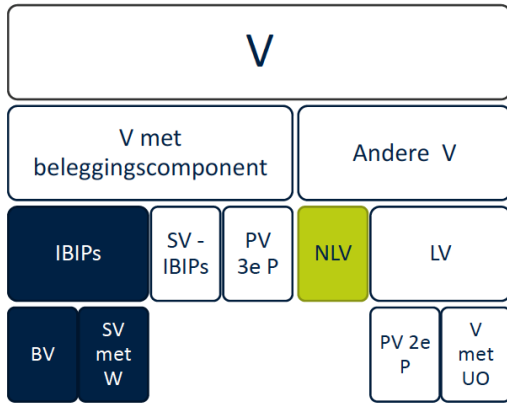 V
V met
beleggingscomponent
Andere V
IBIPs
SV -
IBIPs
PV
3e P
NLV
LV
BV
SV
met
W
PV 2e
P
V
met
UO